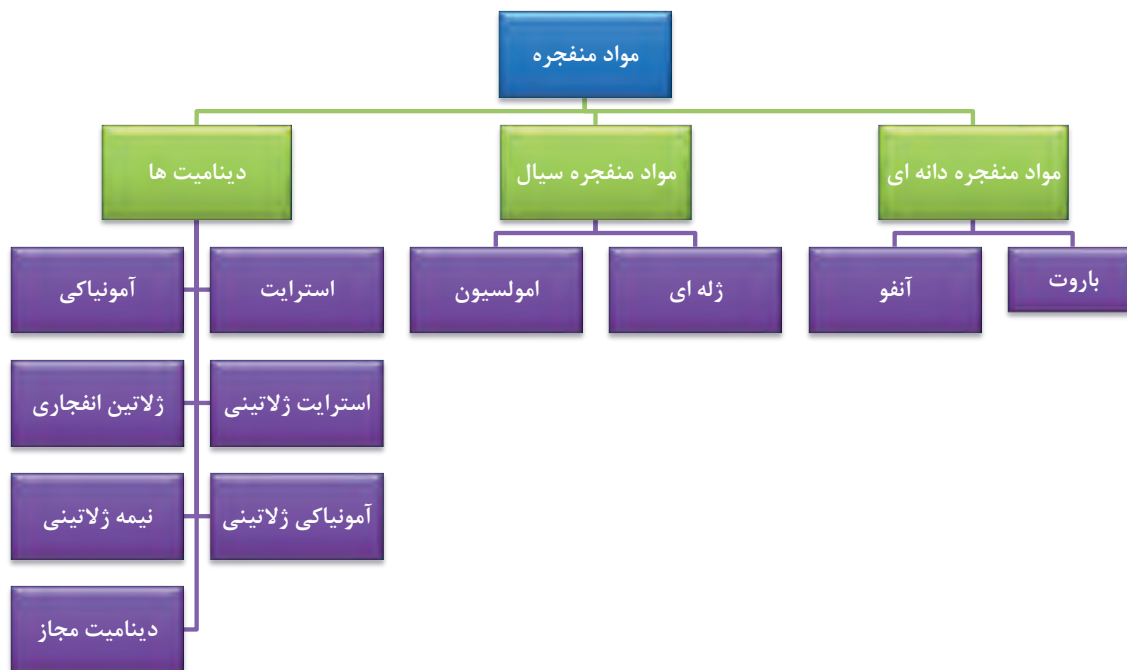 مواد منفجره
مواد منفجره دانه ای
مواد منفجره سیال
دینامیت ها
باروت
آنفو
ژله ای
امولسیون
استرایت
آمونیاکی
استرایت ژلاتینی
ژلاتین انفجاری
آمونیاکی ژلاتینی
نیمه ژلاتینی
دینامیت مجاز